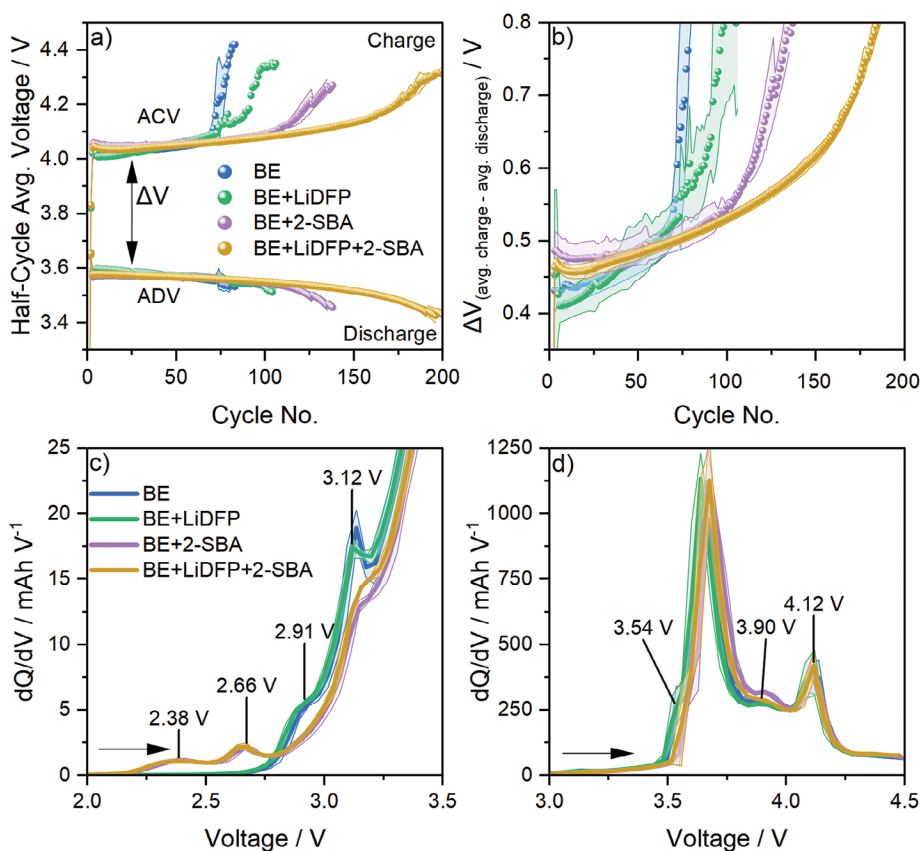 a)
Charge
ACV
ΔV
BE
BE+LiDFP
BE+2-SBA
BE+LiDFP+2-SBA
ADV
Discharge
Half-Cycle Avg. Voltage / V
4.4
4.2
4.0
3.8
3.6
3.4
0 25 50 75 100 125 150 175 200
Cycle No.
b)
ΔV(avg. charge - avg. discharge) / V
0.8
0.7
0.6
0.5
0.4
0 50 100 150 200
Cycle No.
c)
BE
BE+LiDFP
BE+2-SBA
BE+LiDFP+2-SBA
3.12 V
2.91 V
2.66 V
2.38 V
dQ/dV / mAh V⁻¹
25
20
15
10
5
0
2.0 2.5 3.0 3.5
Voltage / V
d)
3.54 V
3.90 V
4.12 V
dQ/dV / mAh V⁻¹
1250
1000
750
500
250
0
3.0 3.5 4.0 4.5
Voltage / V